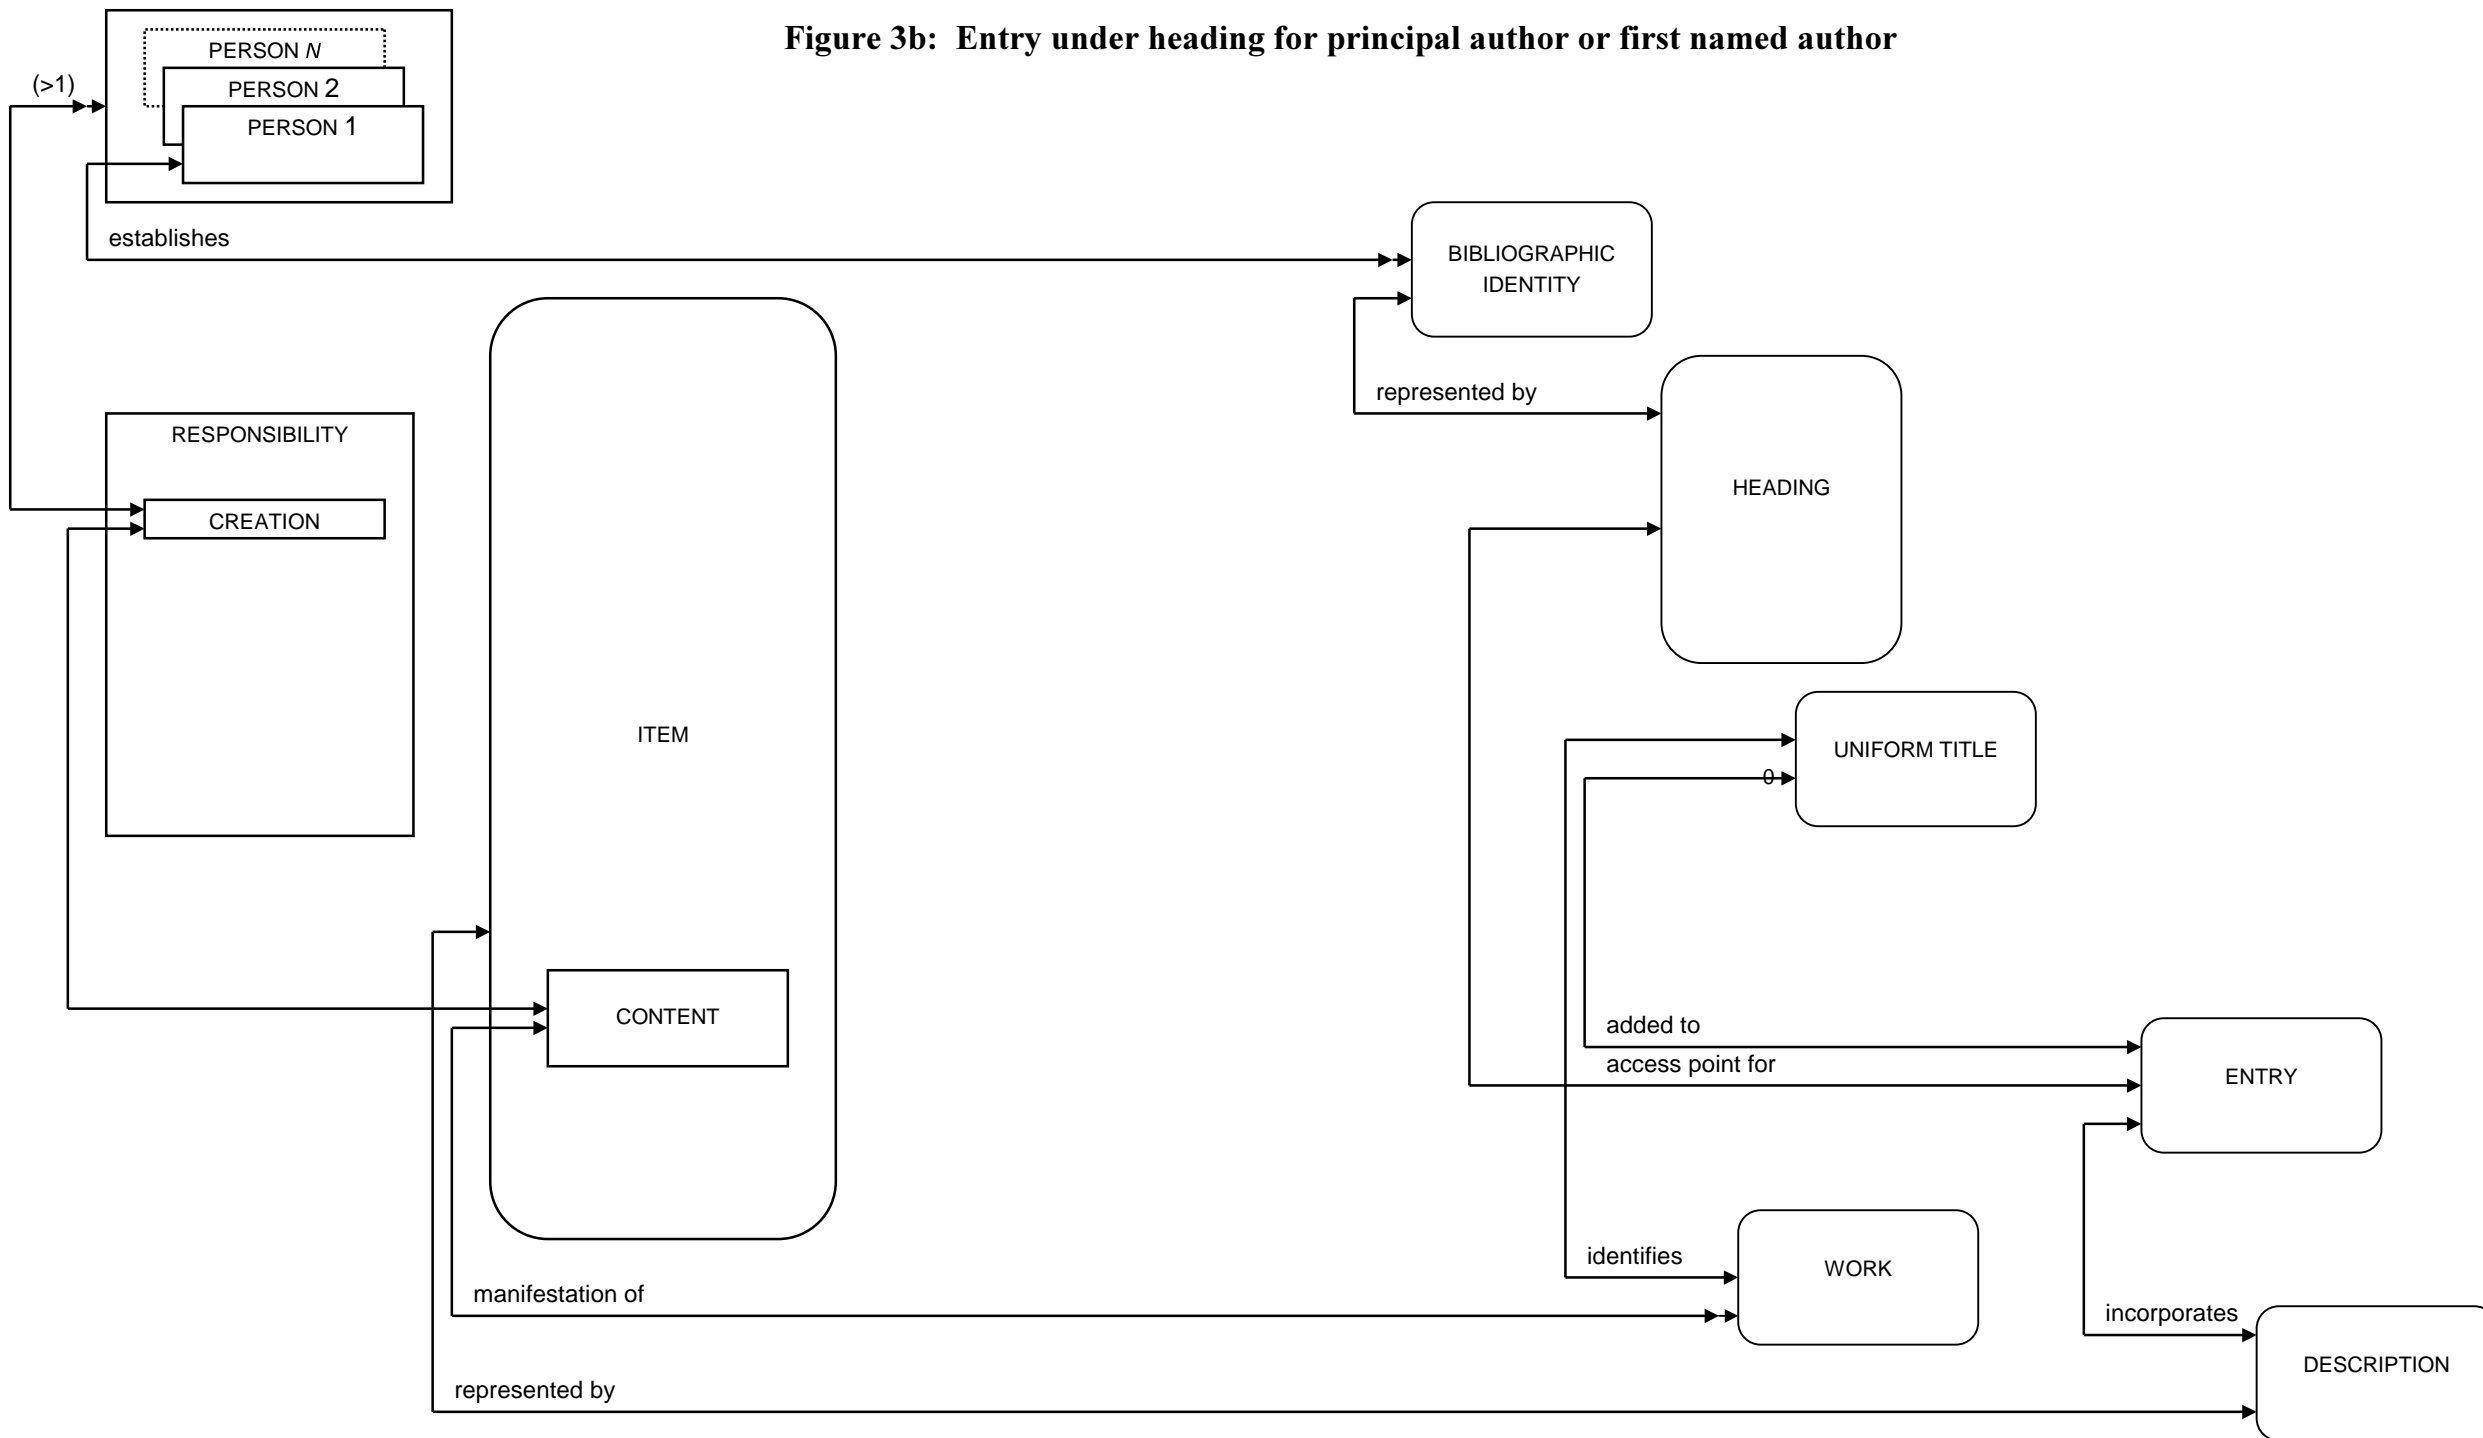 Figure 3b:  Entry under heading for principal author or first named author
PERSON N
(>1)
PERSON 2
PERSON 1
establishes
BIBLIOGRAPHIC
IDENTITY
represented by
RESPONSIBILITY
HEADING
CREATION
ITEM
UNIFORM TITLE
0
CONTENT
added to
access point for
ENTRY
identifies
WORK
manifestation of
incorporates
DESCRIPTION
represented by